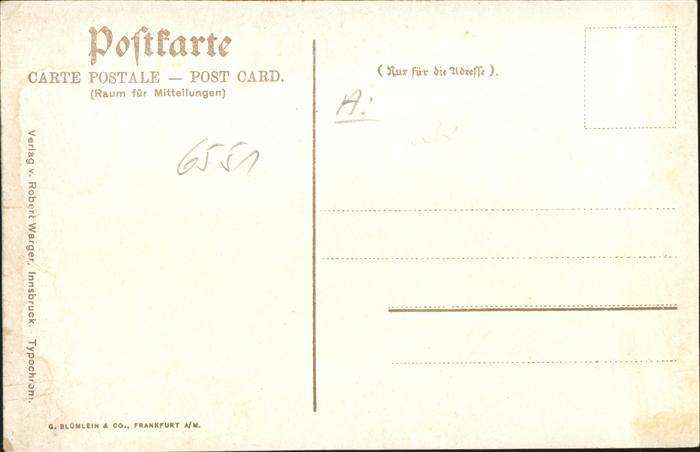 Postkarte
CARTE POSTALE — POST CARD.
(Raum für Mitteilungen)
(Nur für die Adresse).
A:
6551
Verlag v. Robert Warger, Innsbruck. Typochrom.
G. BLÜMLEIN & CO., FRANKFURT A/M.